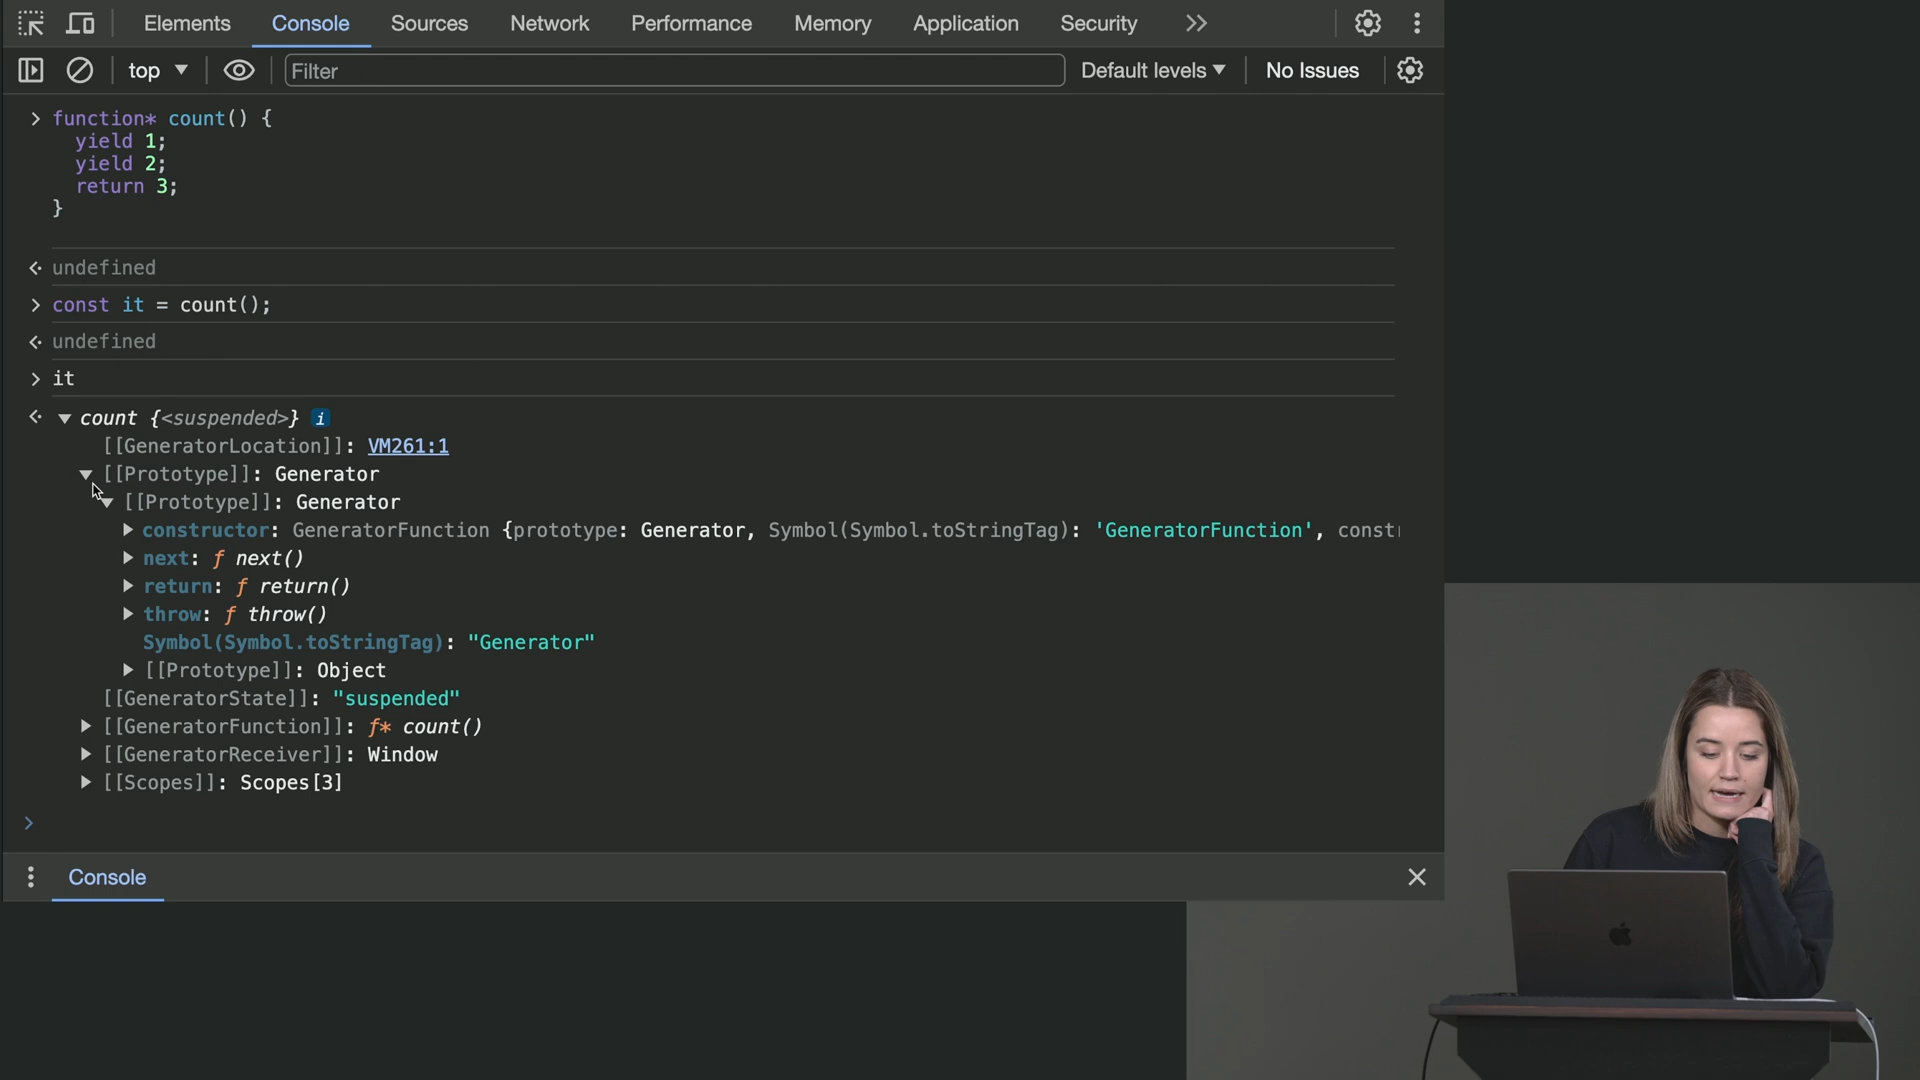 Elements Console Sources Network Performance Memory Application Security
top Filter Default levels No Issues
function* count() {
yield 1;
yield 2;
return 3;
}
undefined
const it = count();
undefined
it
count {<suspended>} i
[[GeneratorLocation]]: VM261:1
[[Prototype]]: Generator
[[Prototype]]: Generator
constructor: GeneratorFunction {prototype: Generator, Symbol(Symbol.toStringTag): 'GeneratorFunction', const
next: ƒ next()
return: ƒ return()
throw: ƒ throw()
Symbol(Symbol.toStringTag): "Generator"
[[Prototype]]: Object
[[GeneratorState]]: "suspended"
[[GeneratorFunction]]: ƒ* count()
[[GeneratorReceiver]]: Window
[[Scopes]]: Scopes[3]
Console